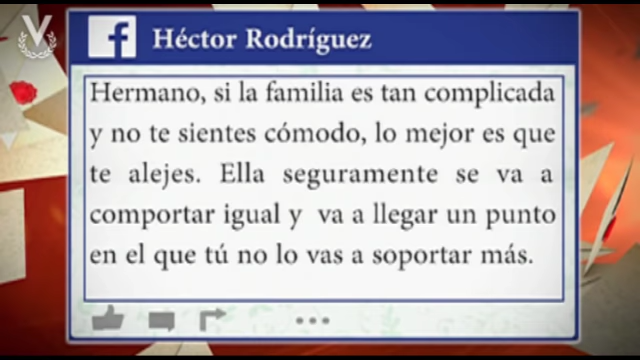 V
f
Héctor Rodríguez
Hermano, si la familia es tan complicada
y no te sientes cómodo, lo mejor es que
te alejes. Ella seguramente se va a
comportar igual y va a llegar un punto
en el que tú no lo vas a soportar más.